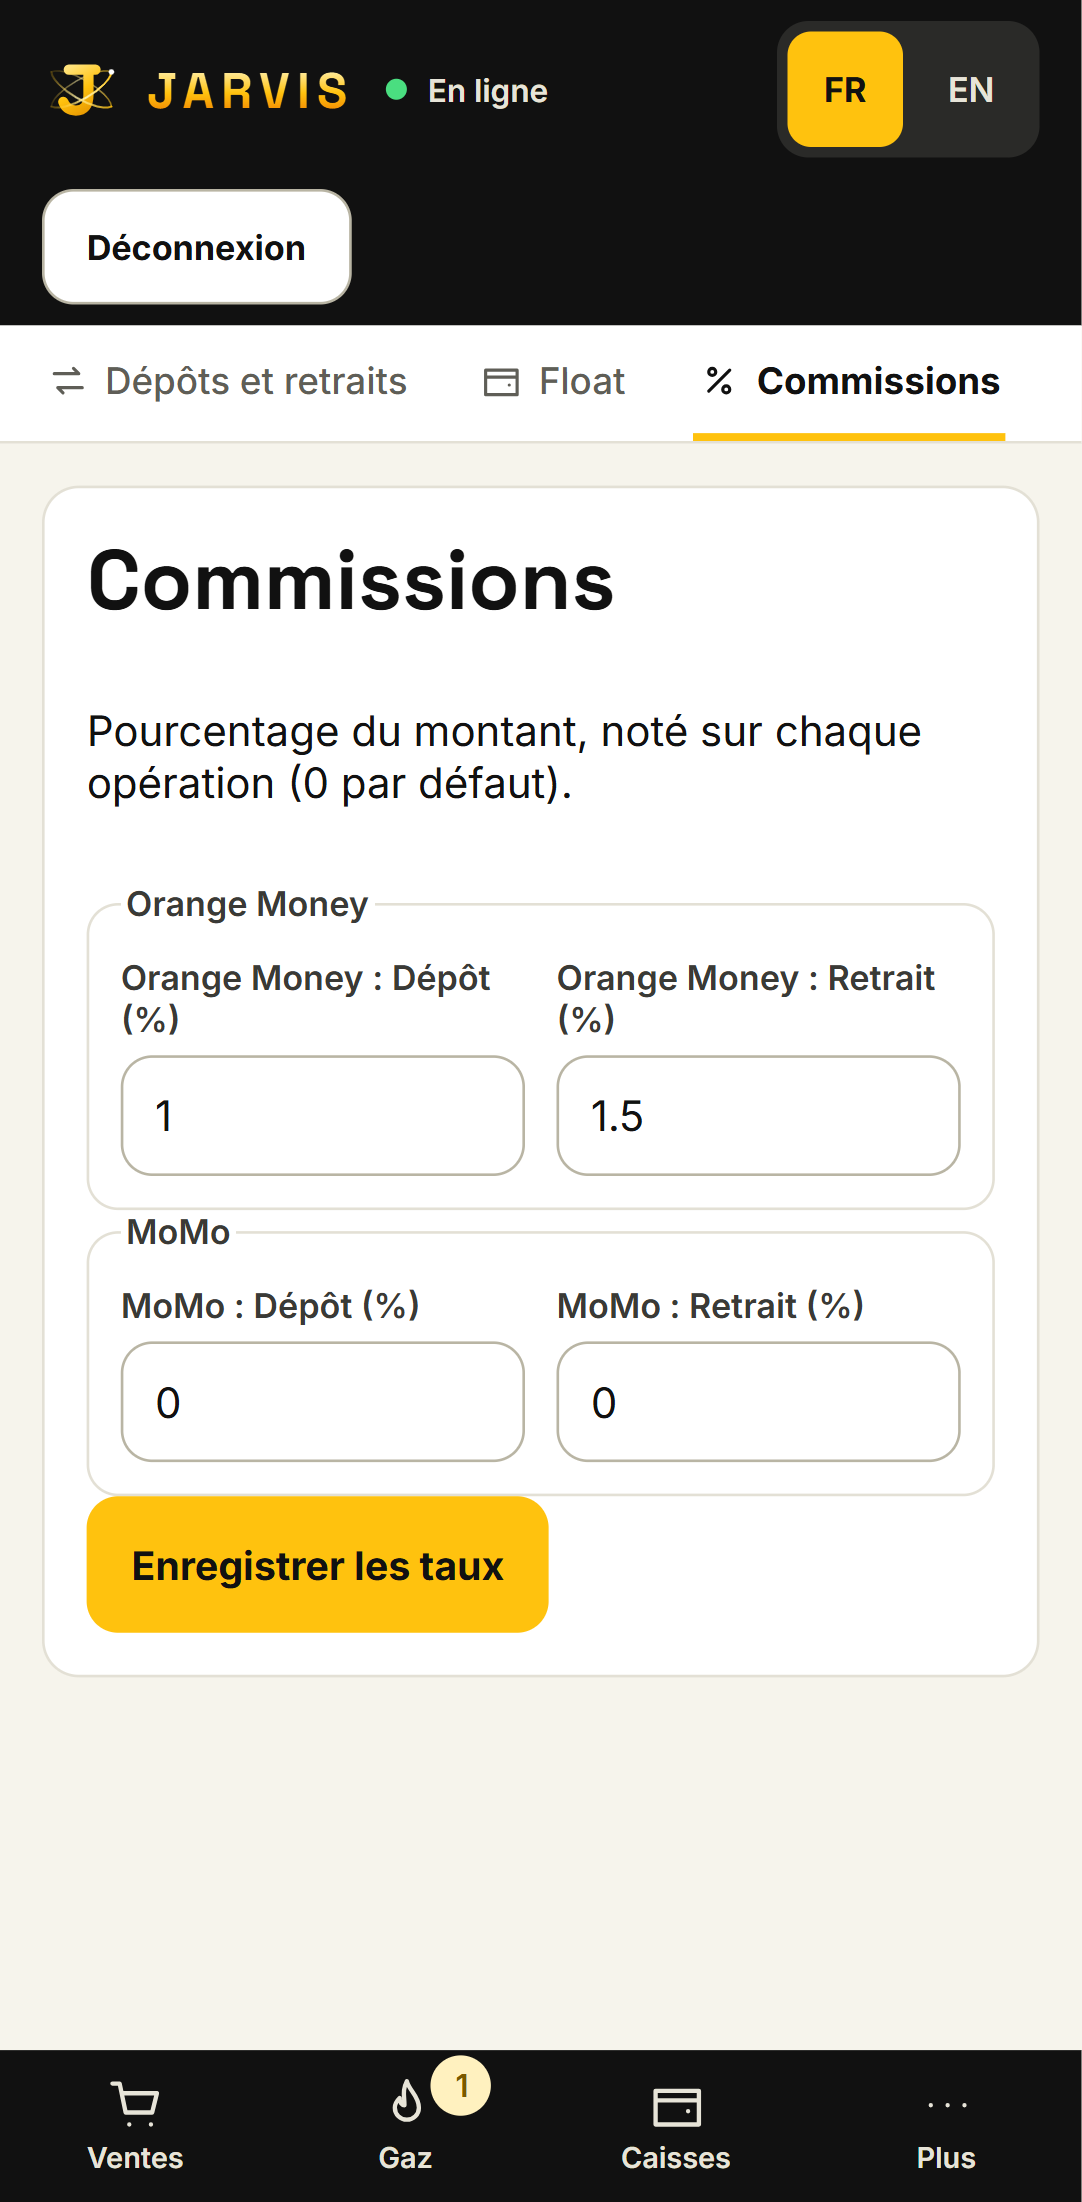 JARVIS
En ligne
FR
EN
Déconnexion
Dépôts et retraits
Float
Commissions
Commissions
Pourcentage du montant, noté sur chaque
opération (0 par défaut).
Orange Money
Orange Money : Dépôt
(%)
Orange Money : Retrait
(%)
1
1.5
MoMo
MoMo : Dépôt (%)
MoMo : Retrait (%)
0
0
Enregistrer les taux
1
Ventes
Gaz
Caisses
Plus